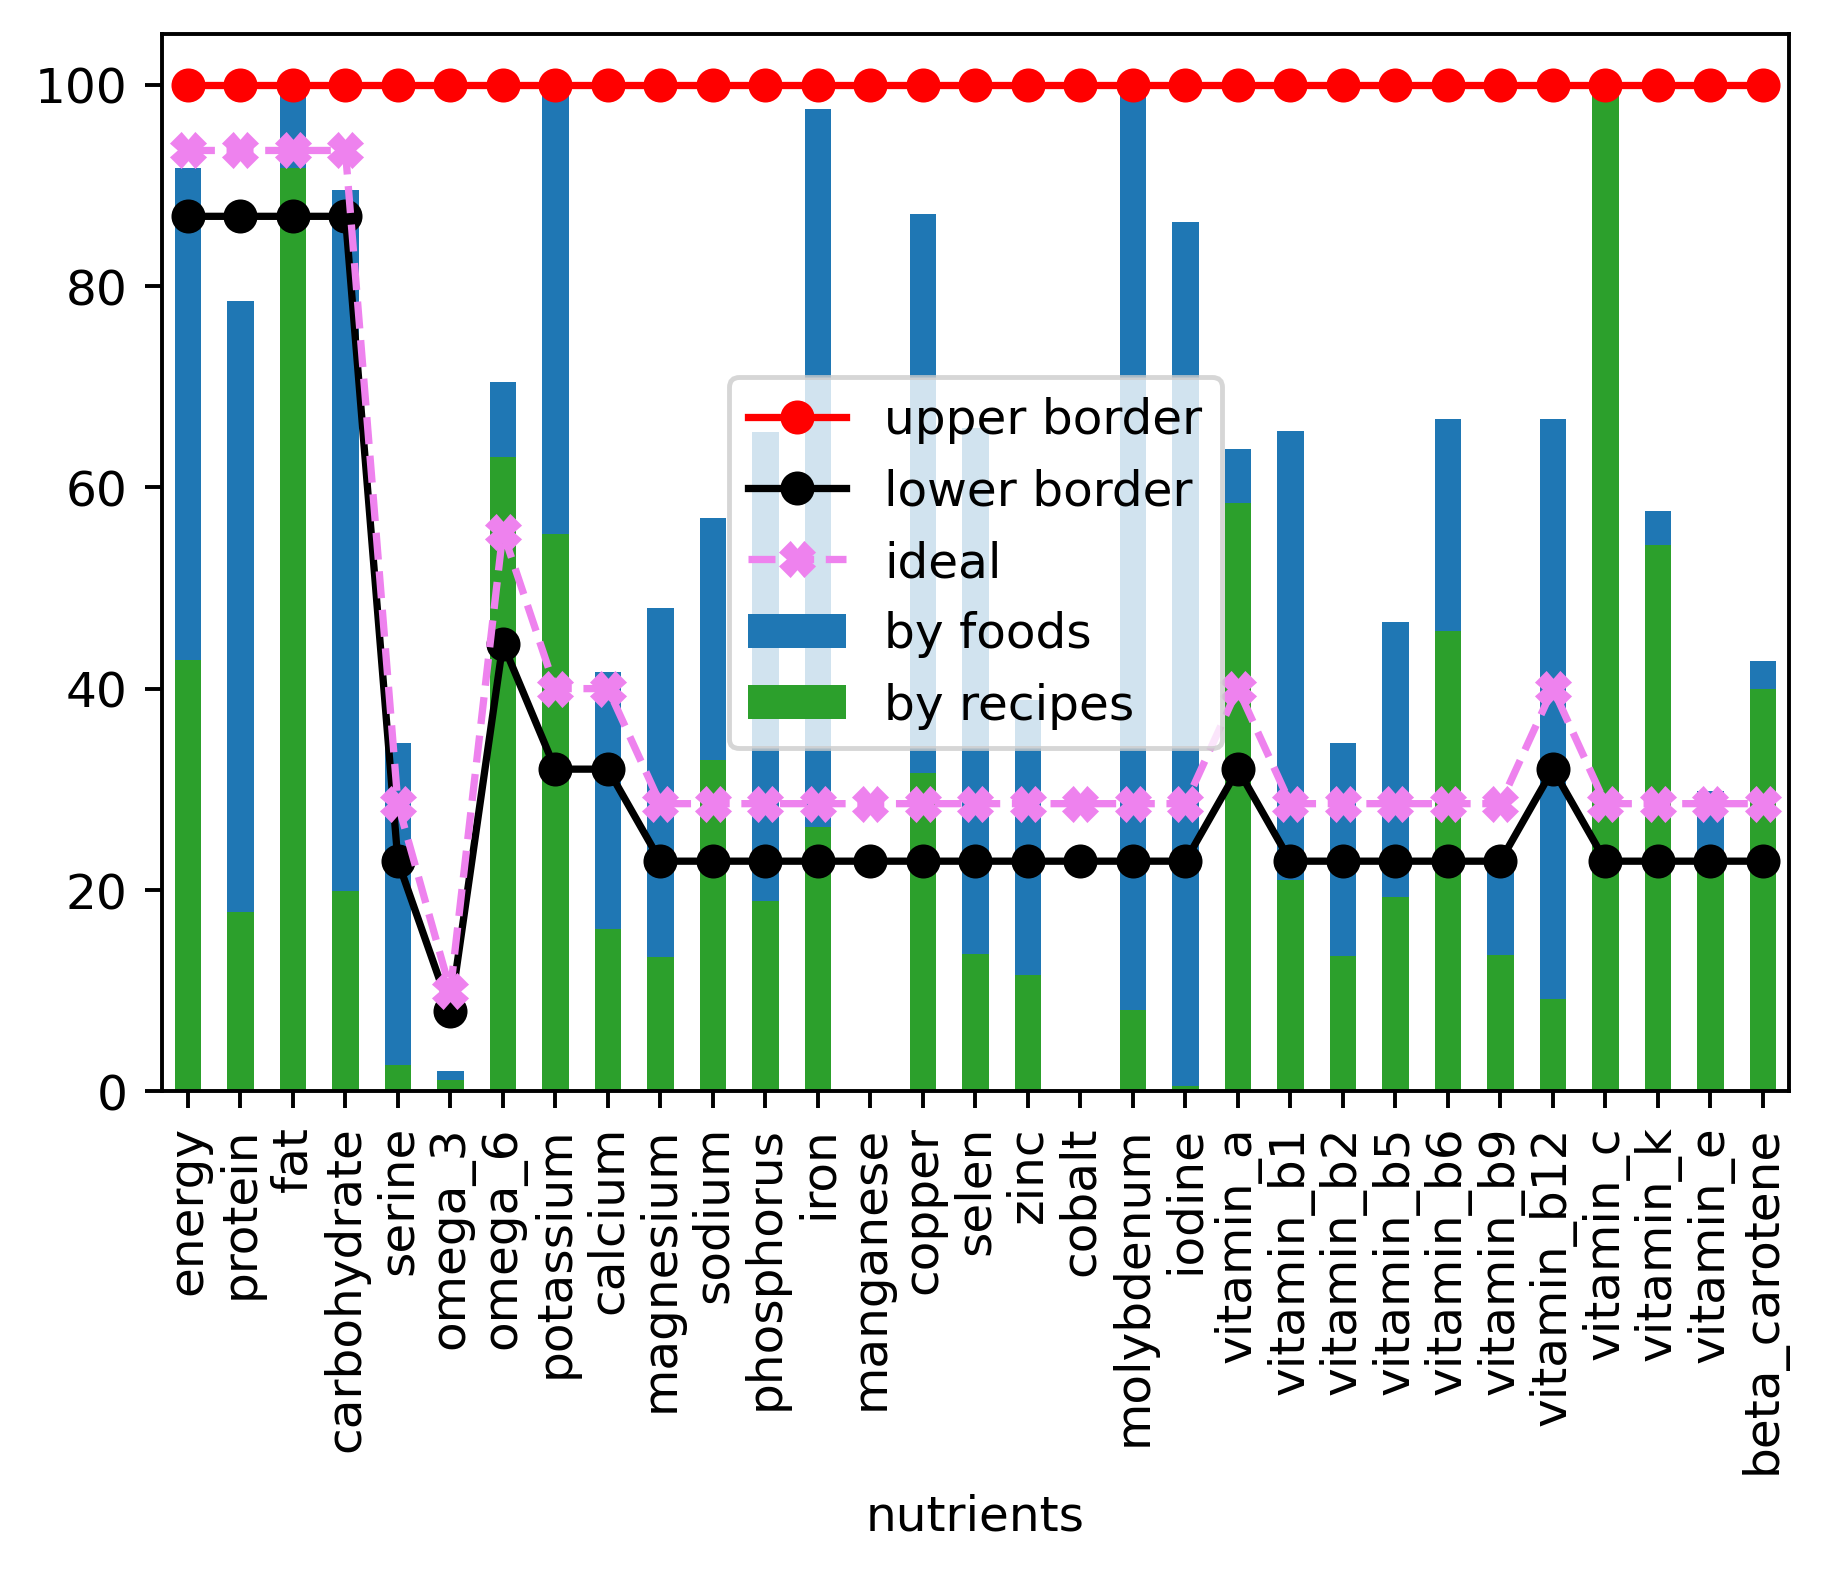 100
80
60
40
20
0
upper border
lower border
ideal
by foods
by recipes
energy
protein
fat
carbohydrate
serine
omega_3
omega_6
potassium
calcium
magnesium
sodium
phosphorus
iron
manganese
copper
selen
zinc
cobalt
molybdenum
iodine
vitamin_a
vitamin_b1
vitamin_b2
vitamin_b5
vitamin_b6
vitamin_b9
vitamin_b12
vitamin_c
vitamin_k
vitamin_e
beta_carotene
nutrients